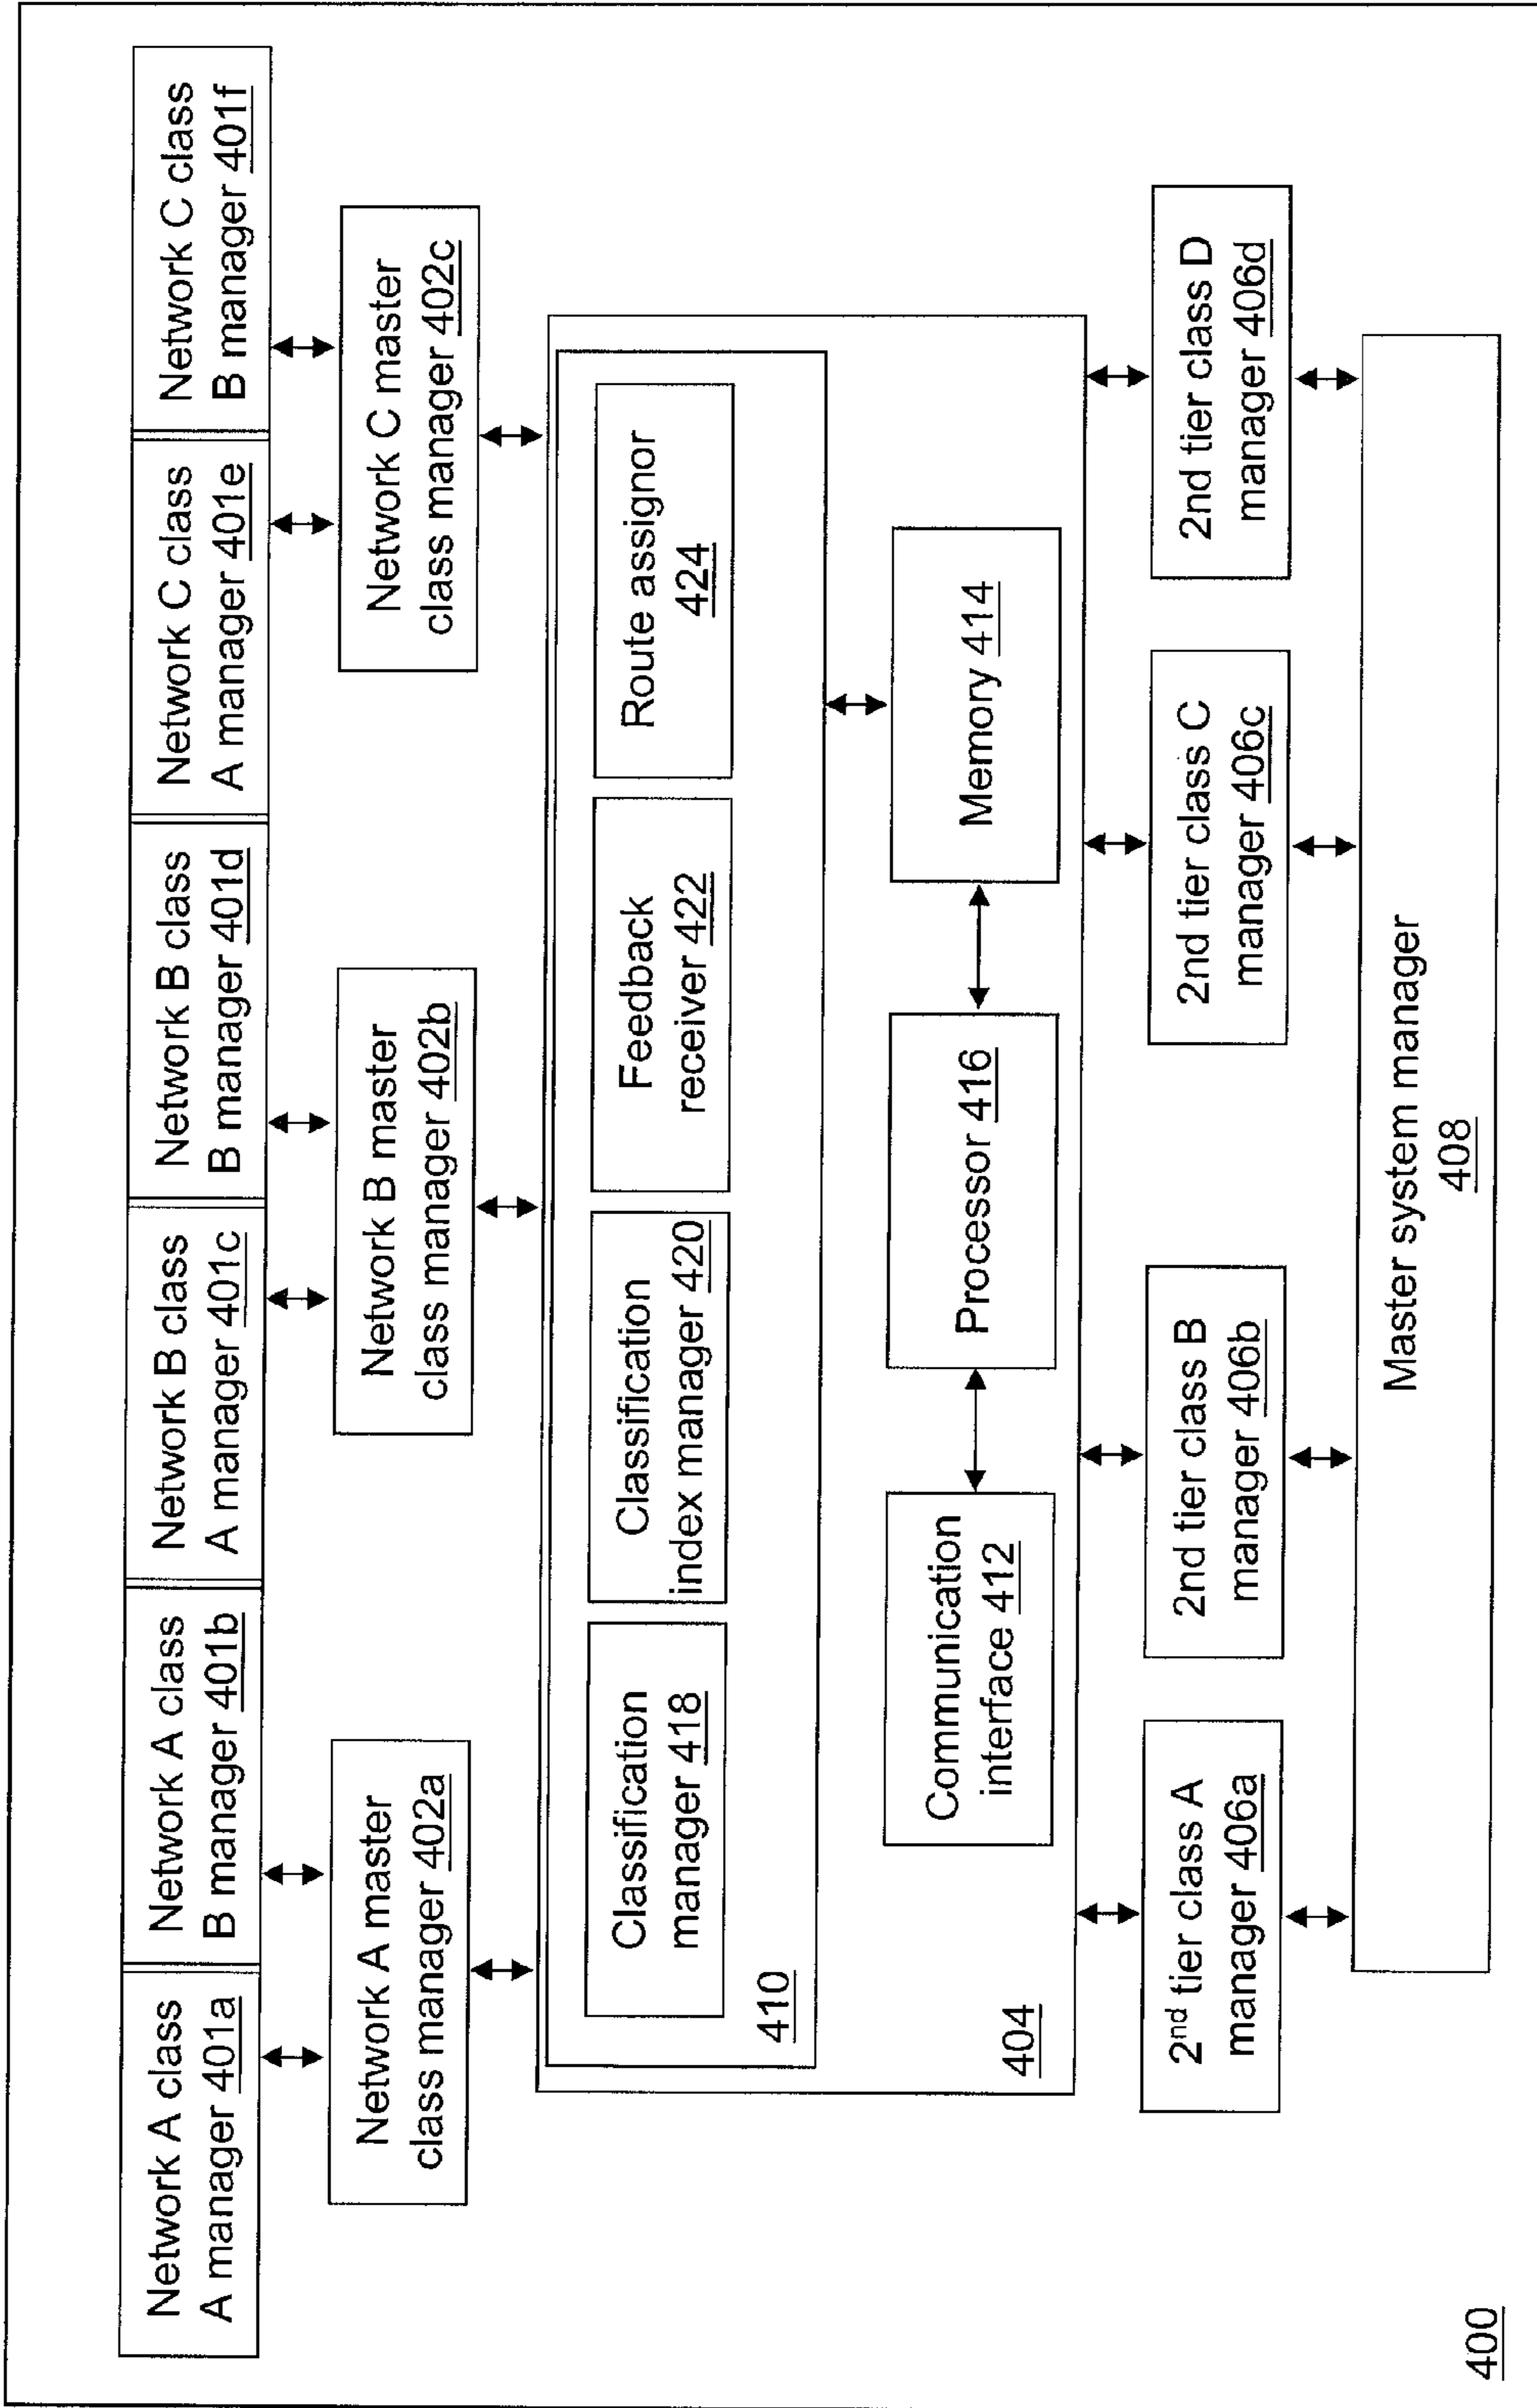 Network A class
A manager 401a
Network A class
B manager 401b
Network B class
A manager 401c
Network B class
B manager 401d
Network C class
A manager 401e
Network C class
B manager 401f
Network A master
class manager 402a
Network B master
class manager 402b
Network C master
class manager 402c
Classification
manager 418
Classification
index manager 420
Feedback
receiver 422
Route assignor
424
410
Communication
interface 412
Processor 416
Memory 414
404
2nd tier class A
manager 406a
2nd tier class B
manager 406b
2nd tier class C
manager 406c
2nd tier class D
manager 406d
Master system manager
408
400